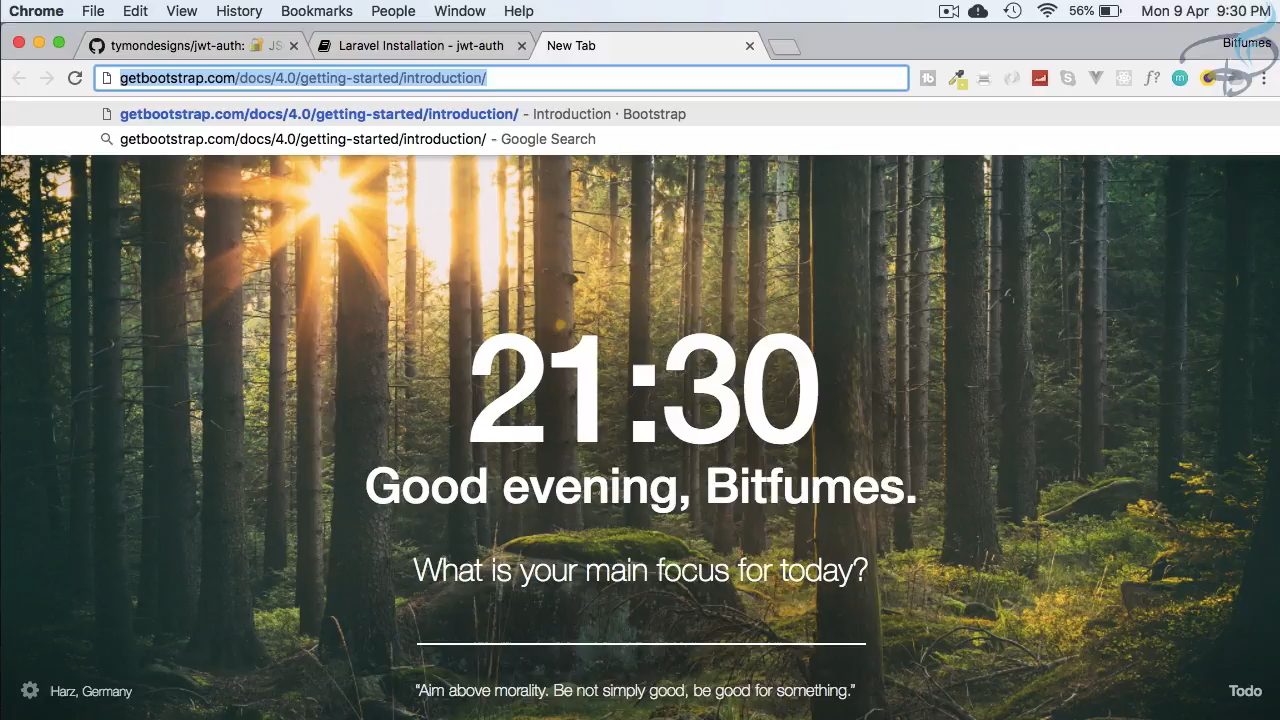 Chrome File Edit View History Bookmarks People Window Help 56% Mon 9 Apr 9:30 PM
tymondesigns/jwt-auth: 🔐 JS Laravel Installation - jwt-auth New Tab Bitfumes
getbootstrap.com/docs/4.0/getting-started/introduction/
getbootstrap.com/docs/4.0/getting-started/introduction/ - Introduction · Bootstrap
getbootstrap.com/docs/4.0/getting-started/introduction/ - Google Search
21:30
Good evening, Bitfumes.
What is your main focus for today?
Harz, Germany “Aim above morality. Be not simply good, be good for something.” Todo